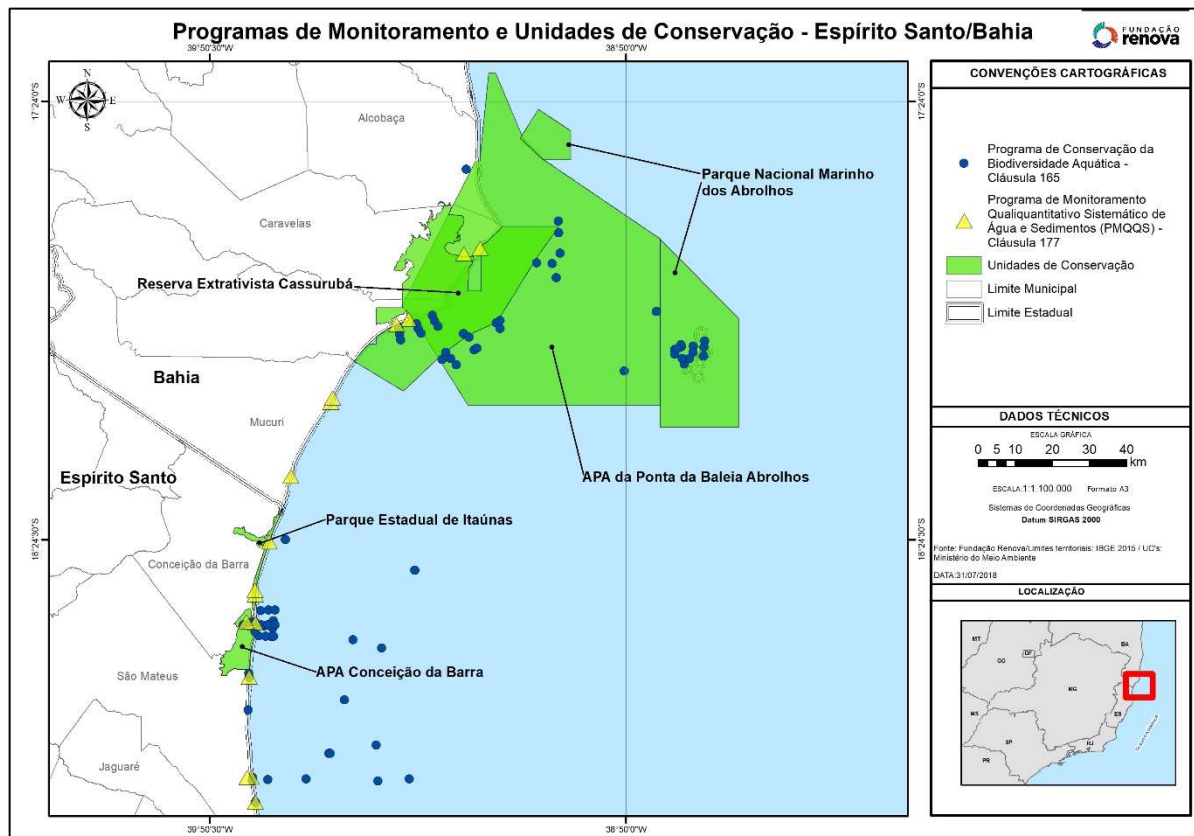 Programas de Monitoramento e Unidades de Conservação - Espírito Santo/Bahia
FUNDAÇÃO
renova
39°50'30"W
38°50'0"W
17°24'0"S
17°24'0"S
N
W
E
S
Alcobaça
Parque Nacional Marinho
dos Abrolhos
Caravelas
Reserva Extrativista Cassurubá
Bahia
Mucuri
Espírito Santo
APA da Ponta da Baleia Abrolhos
Parque Estadual de Itaúnas
18°24'30"S
18°24'30"S
Conceição da Barra
APA Conceição da Barra
São Mateus
Jaguaré
39°50'30"W
38°50'0"W
CONVENÇÕES CARTOGRÁFICAS
Programa de Conservação da
Biodiversidade Aquática -
Cláusula 165
Programa de Monitoramento
Qualiquantitativo Sistemático de
Água e Sedimentos (PMQQS) -
Cláusula 177
Unidades de Conservação
Limite Municipal
Limite Estadual
DADOS TÉCNICOS
ESCALA GRÁFICA
0 5 10 20 30 40
km
ESCALA:1:1.100.000 Formato A3
Sistemas de Coordenadas Geográficas
Datum SIRGAS 2000
Fonte: Fundação Renova/Limites territoriais: IBGE 2015 / UC's:
Ministério do Meio Ambiente
DATA:31/07/2018
LOCALIZAÇÃO
MT
BA
GO
DF
MG
MS
ES
SP
RJ
PR